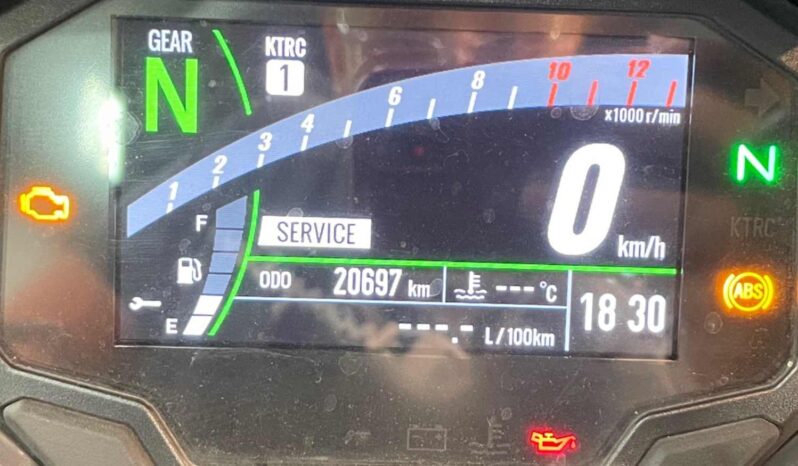 GEAR
N
KTRC
1
1 2 3 4 6 8 10 12
x1000 r/min
N
KTRC
0 km/h
F
SERVICE
ODO 20697 km
---°C
ABS
18 30
E
---.- L/100km